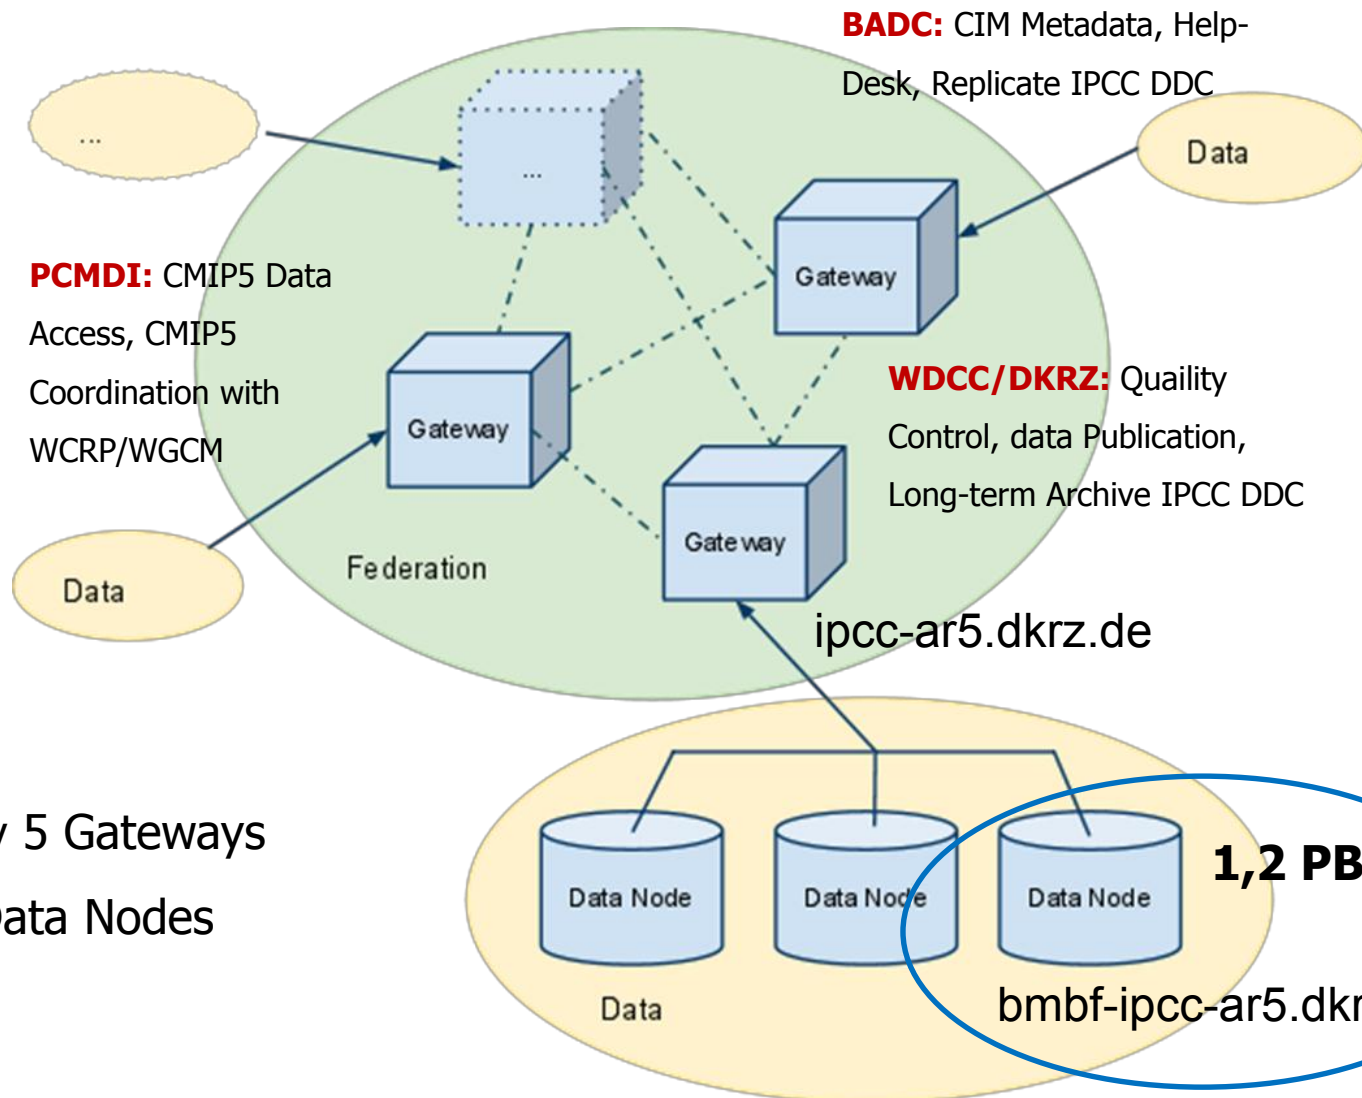 BADC: CIM Metadata, Help-
Desk, Replicate IPCC DDC
...
...
Data
Gateway
PCMDI: CMIP5 Data
Access, CMIP5
Coordination with
WCRP/WGCM
Gateway
WDCC/DKRZ: Quaility
Control, data Publication,
Long-term Archive IPCC DDC
Gateway
Federation
Data
ipcc-ar5.dkrz.de
5 Gateways
Data Nodes
Data Node
Data Node
Data Node
1,2 PB
Data
bmbf-ipcc-ar5.dkr